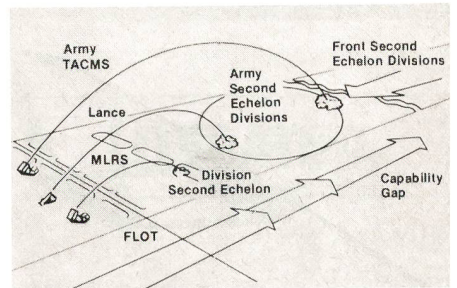 Army
TACMS
Front Second
Echelon Divisions
Army
Second
Echelon
Divisions
Lance
MLRS
Division
Second Echelon
Capability
Gap
FLOT